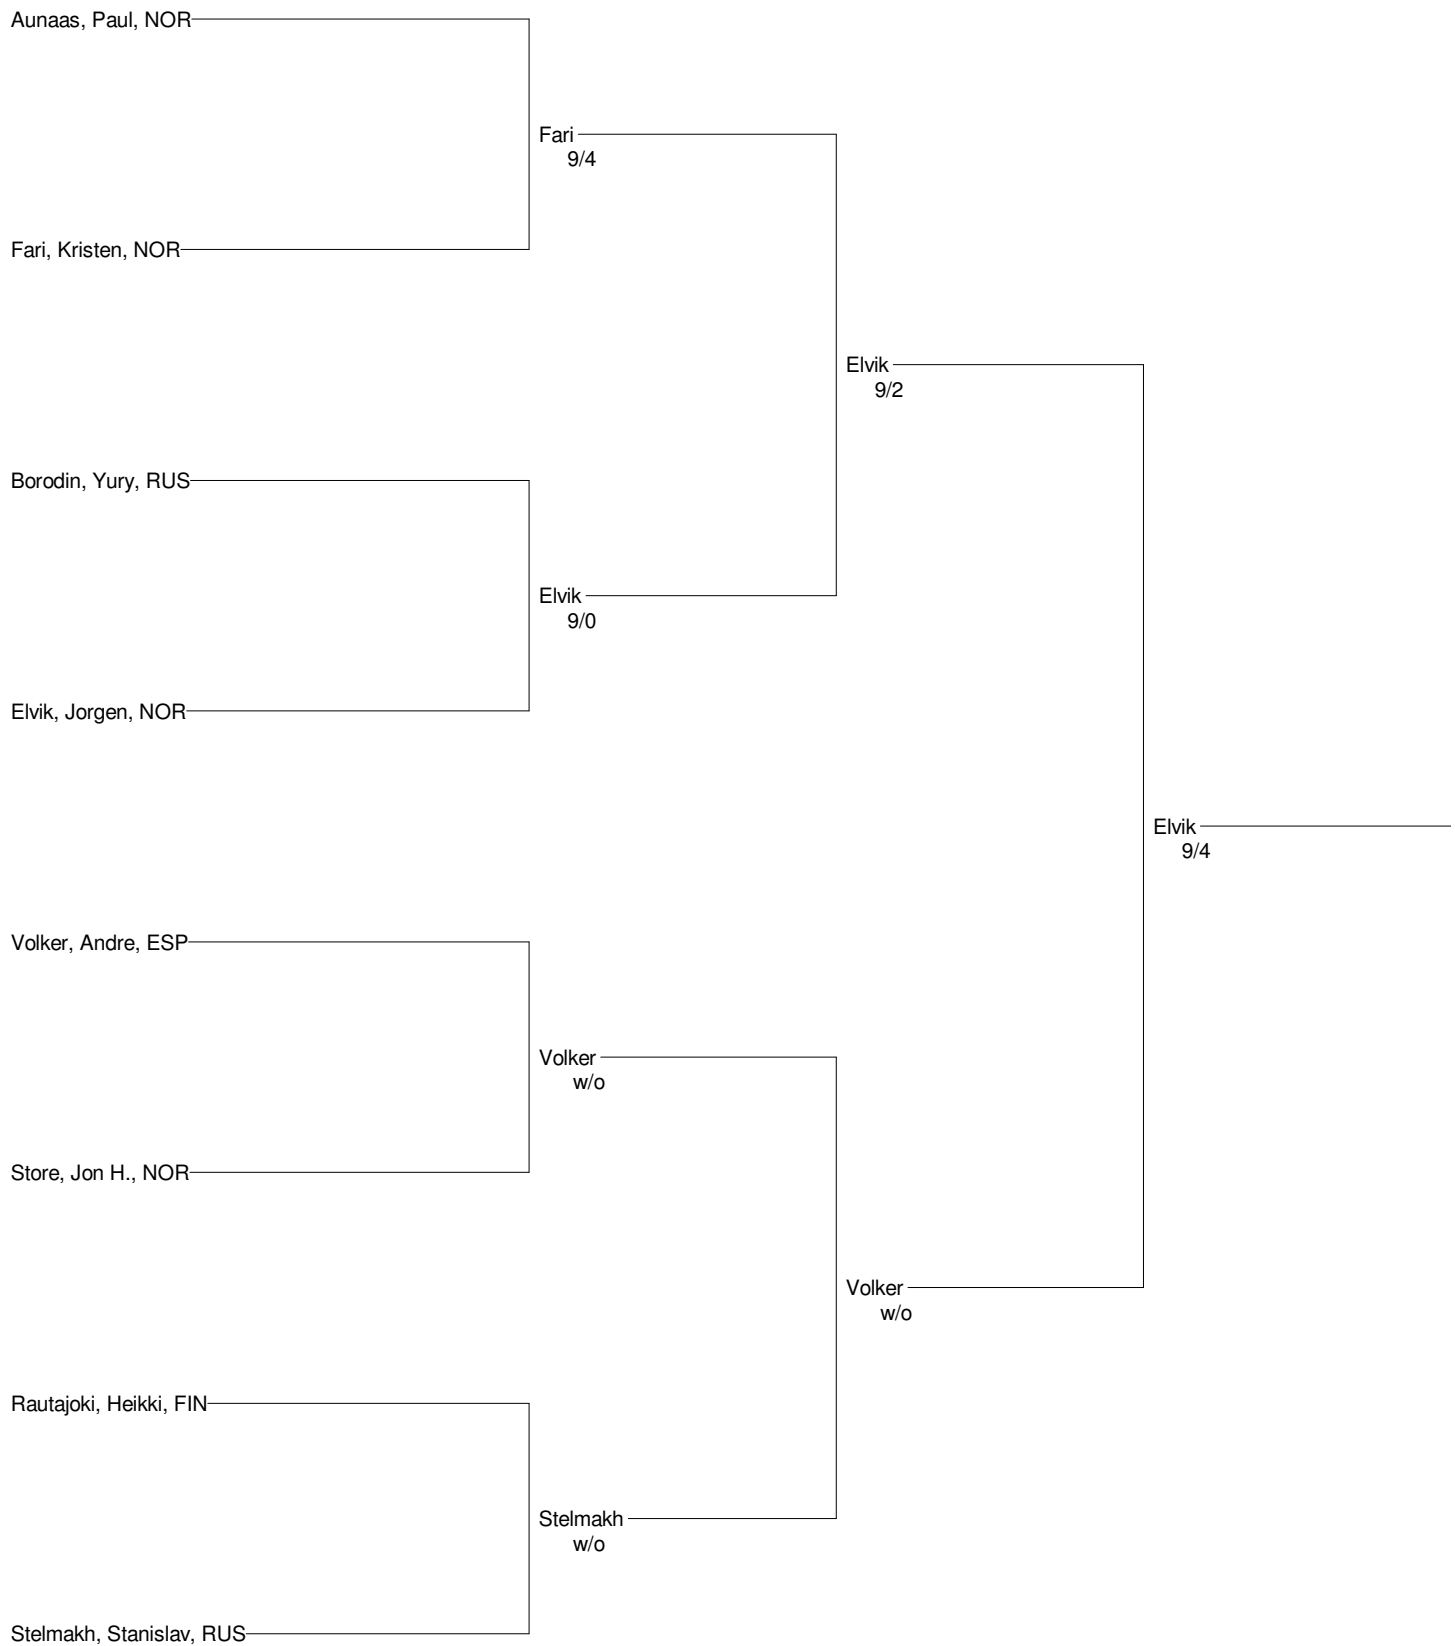 Aunaas, Paul, NOR
Fari
9/4
Fari, Kristen, NOR
Elvik
9/2
Borodin, Yury, RUS
Elvik
9/0
Elvik, Jorgen, NOR
Elvik
9/4
Volker, Andre, ESP
Volker
w/o
Store, Jon H., NOR
Volker
w/o
Rautajoki, Heikki, FIN
Stelmakh
w/o
Stelmakh, Stanislav, RUS